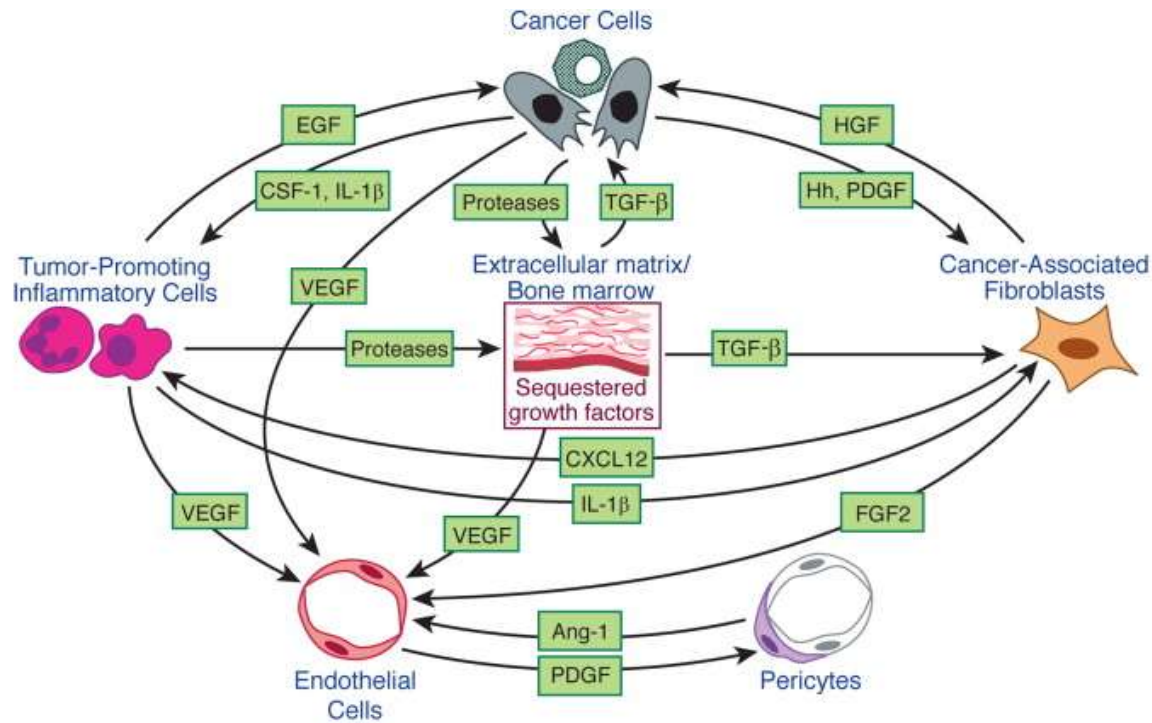 Cancer Cells
EGF
HGF
CSF-1, IL-1β
Proteases
TGF-β
Hh, PDGF
Tumor-Promoting
Inflammatory Cells
Extracellular matrix/
Bone marrow
Cancer-Associated
Fibroblasts
VEGF
Proteases
TGF-β
Sequestered
growth factors
CXCL12
IL-1β
VEGF
VEGF
FGF2
Ang-1
PDGF
Endothelial
Cells
Pericytes